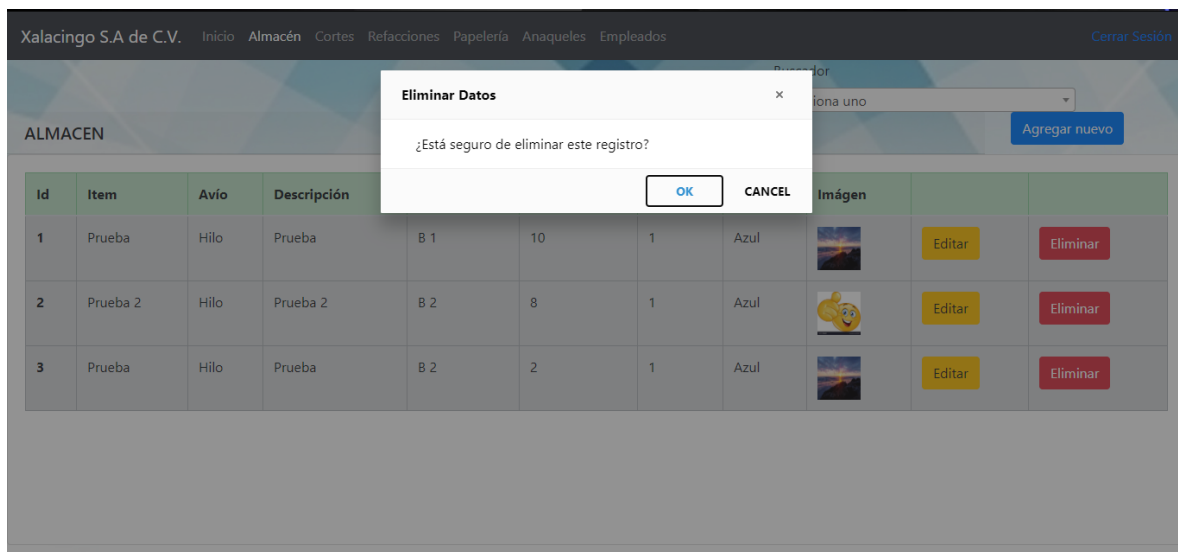 Xalacingo S.A de C.V. Inicio Almacén Cortes Refacciones Papelería Anaqueles Empleados Cerrar Sesión
Buscador
iona uno
ALMACEN
Agregar nuevo
Eliminar Datos ×
¿Está seguro de eliminar este registro?
OK CANCEL
Id Item Avío Descripción Imágen
1 Prueba Hilo Prueba B 1 10 1 Azul Editar Eliminar
2 Prueba 2 Hilo Prueba 2 B 2 8 1 Azul Editar Eliminar
3 Prueba Hilo Prueba B 2 2 1 Azul Editar Eliminar